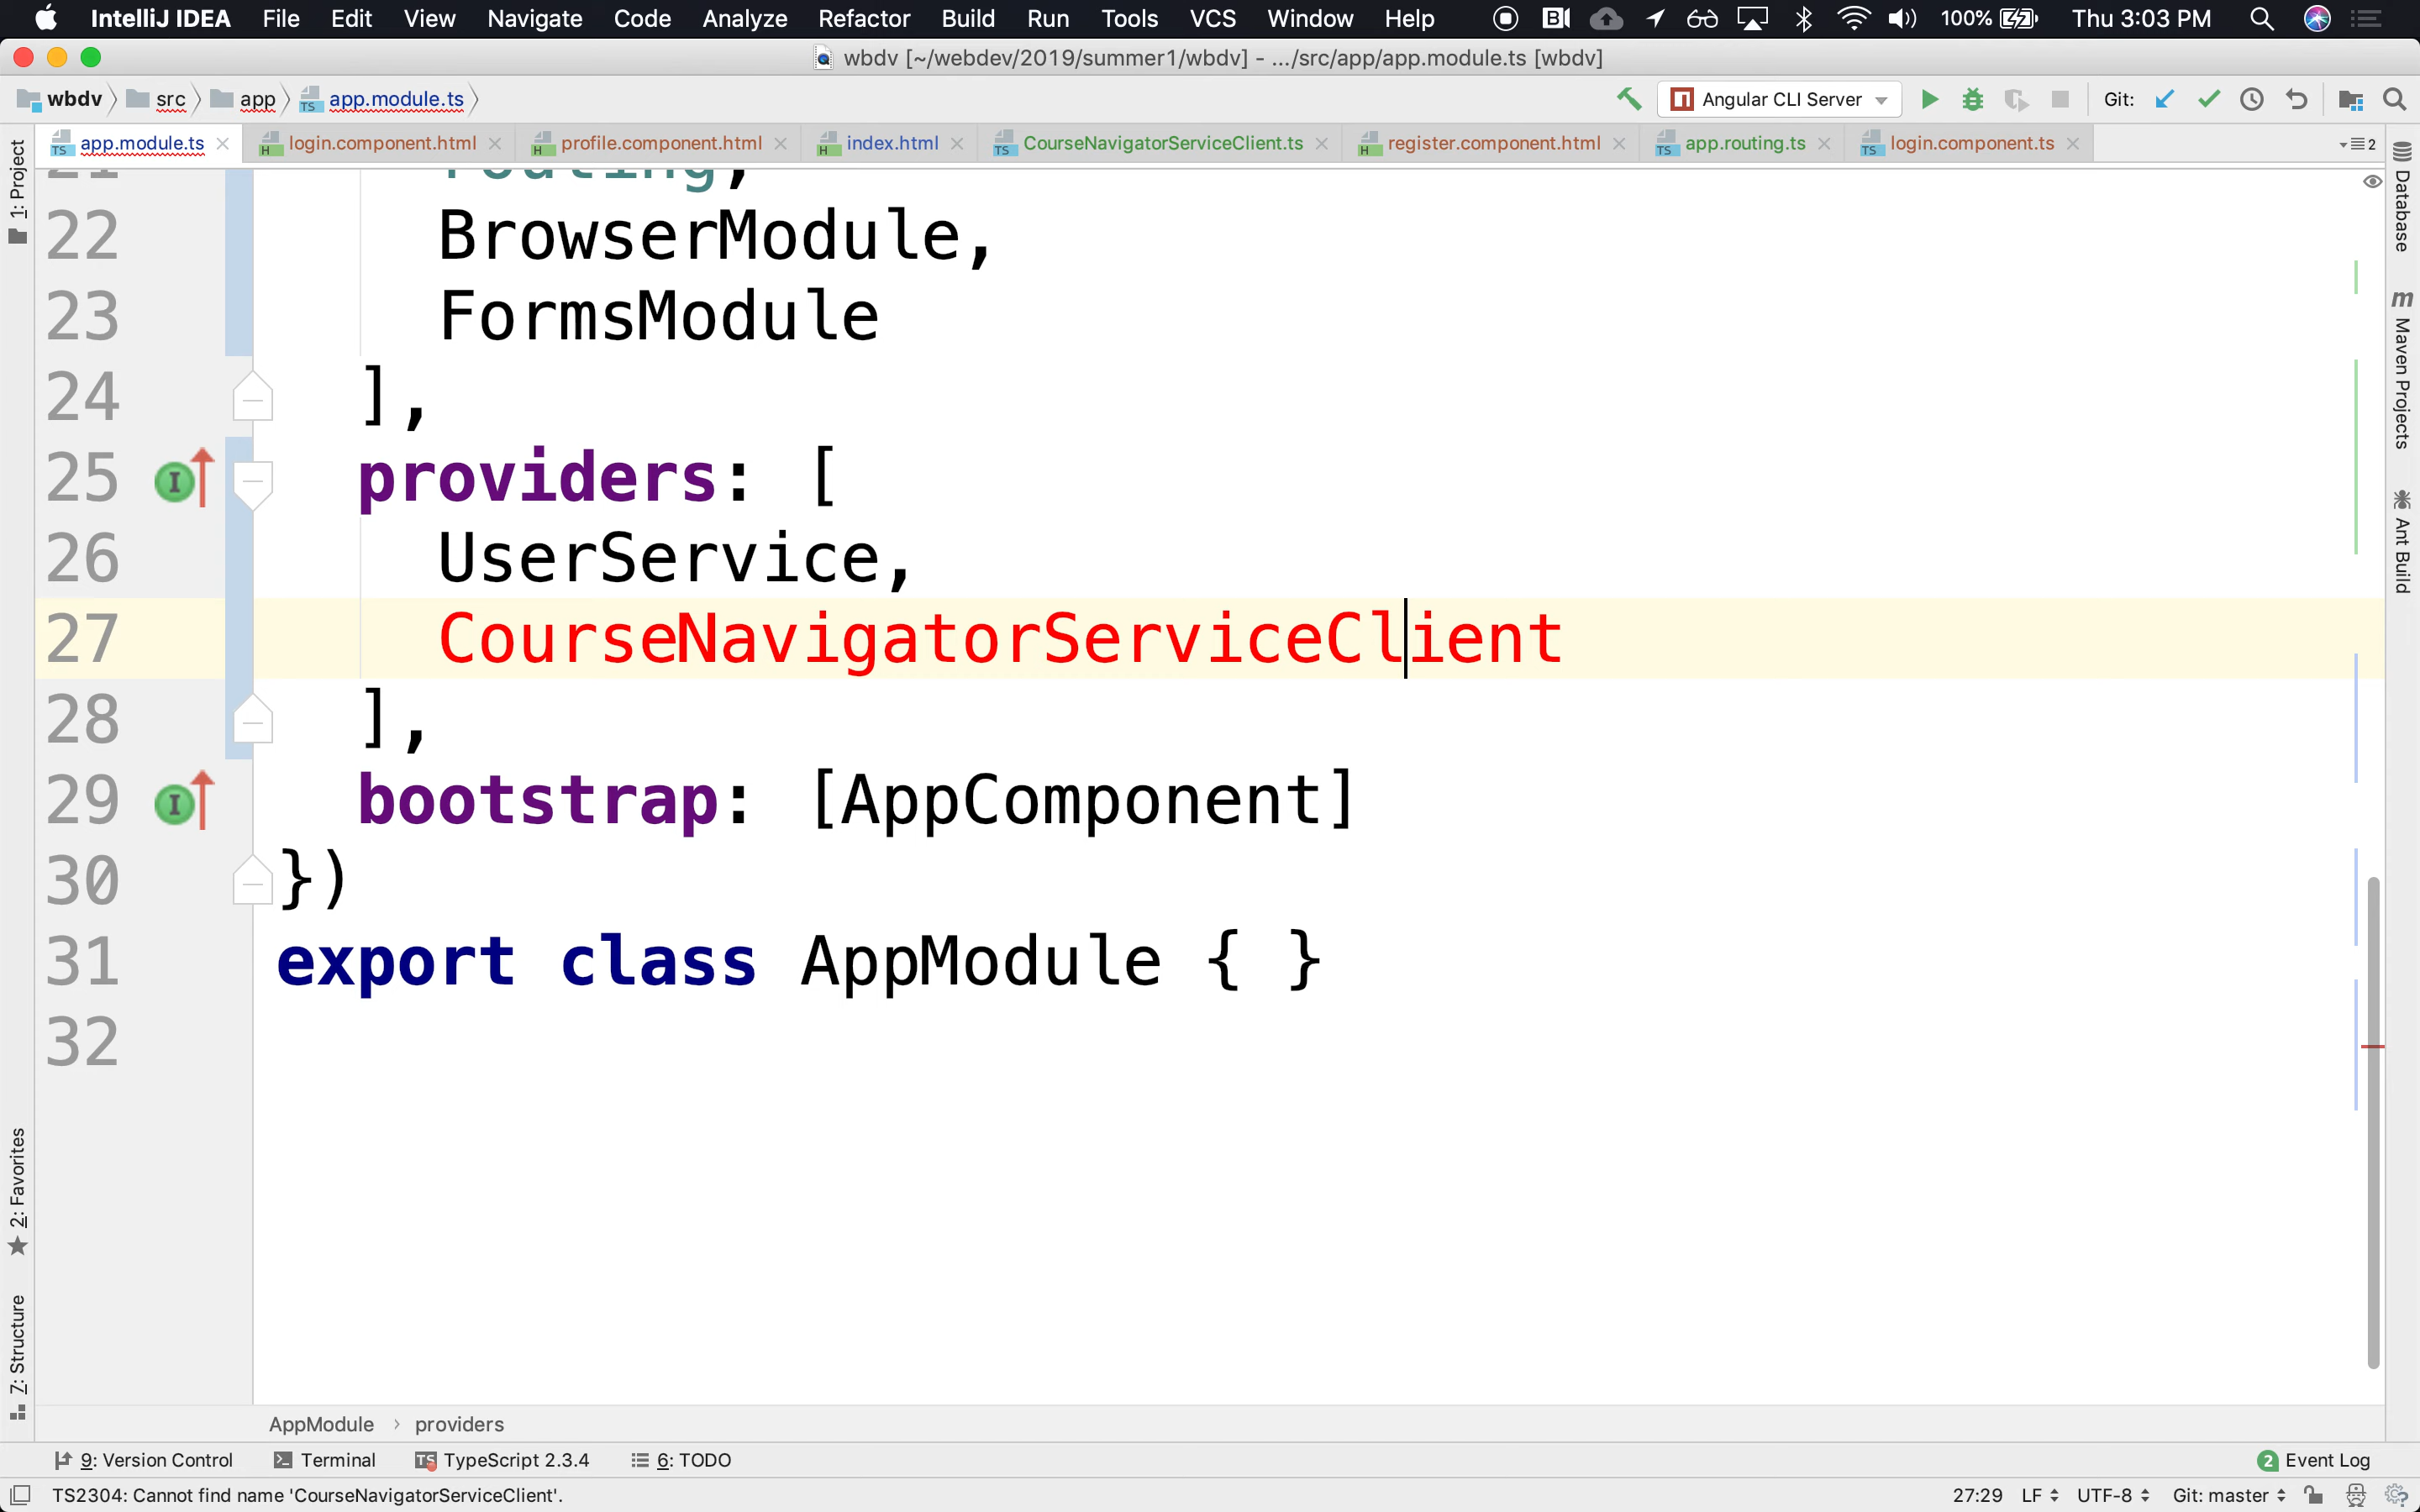 IntelliJ IDEA File Edit View Navigate Code Analyze Refactor Build Run Tools VCS Window Help 100% Thu 3:03 PM
wbdv [~/webdev/2019/summer1/wbdv] - .../src/app/app.module.ts [wbdv]
wbdv src app app.module.ts Angular CLI Server Git:
app.module.ts login.component.html profile.component.html index.html CourseNavigatorServiceClient.ts register.component.html app.routing.ts login.component.ts 2
1: Project
21 routing,
22 BrowserModule,
23 FormsModule
24 ],
25 providers: [
26 UserService,
27 CourseNavigatorServiceClient
28 ],
29 bootstrap: [AppComponent]
30 })
31 export class AppModule { }
32
Database
Maven Projects
Ant Build
2: Favorites
7: Structure
AppModule › providers
9: Version Control Terminal TypeScript 2.3.4 6: TODO 2 Event Log
TS2304: Cannot find name 'CourseNavigatorServiceClient'. 27:29 LF UTF-8 Git: master